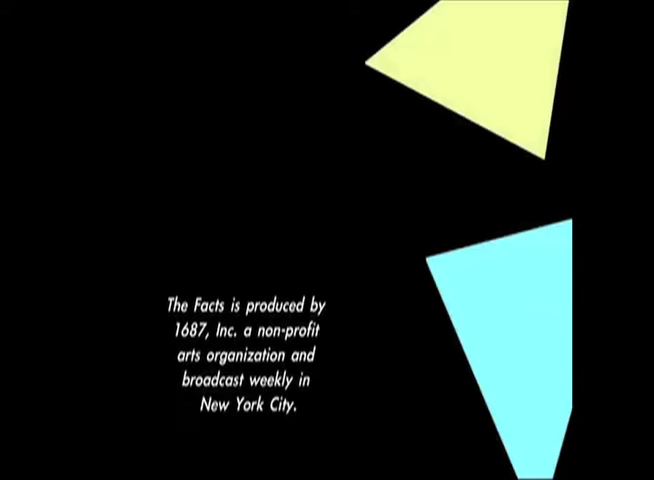 The Facts is produced by
1687, Inc. a non-profit
arts organization and
broadcast weekly in
New York City.